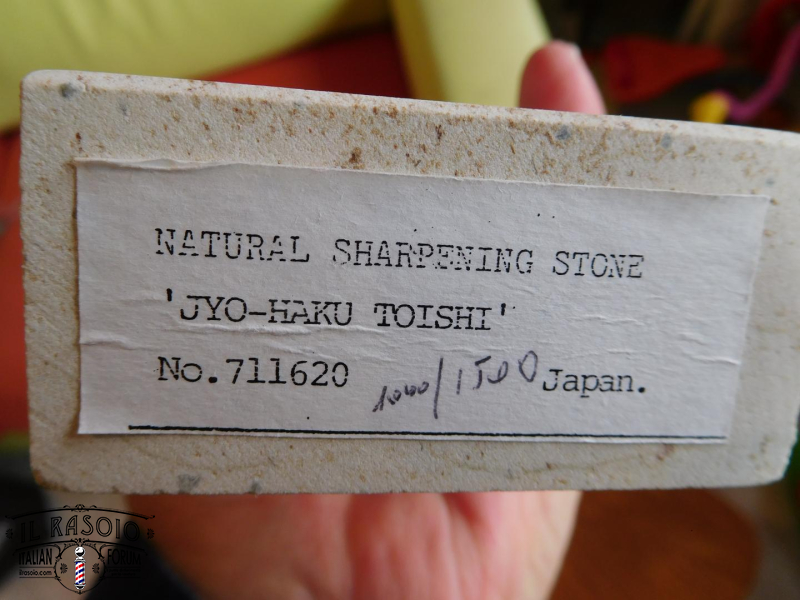 NATURAL SHARPENING STONE
'JYO-HAKU TOISHI'
No.711620 1000/1500 Japan.
IL RASOIO
ITALIAN FORUM
ilrasoio.com